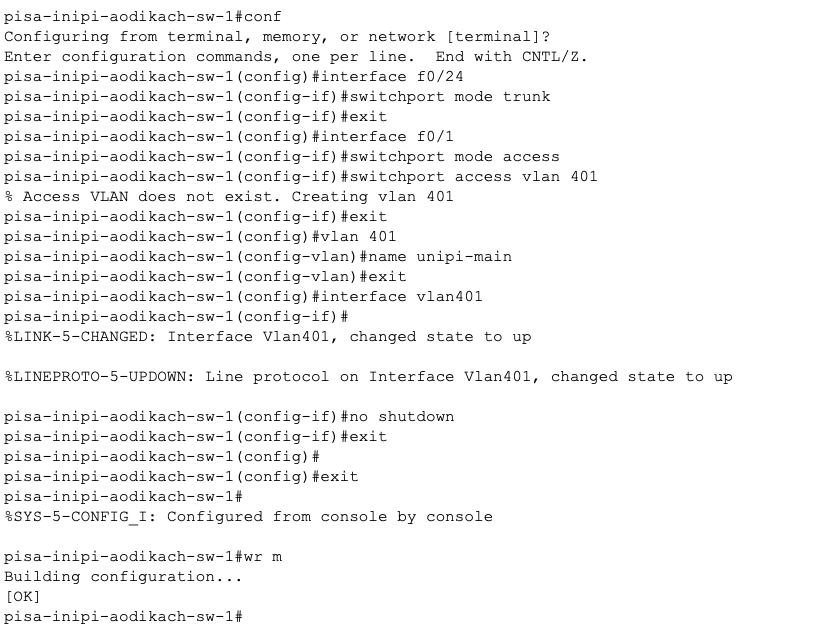 pisa-inipi-aodikach-sw-1#conf
Configuring from terminal, memory, or network [terminal]?
Enter configuration commands, one per line.  End with CNTL/Z.
pisa-inipi-aodikach-sw-1(config)#interface f0/24
pisa-inipi-aodikach-sw-1(config-if)#switchport mode trunk
pisa-inipi-aodikach-sw-1(config-if)#exit
pisa-inipi-aodikach-sw-1(config)#interface f0/1
pisa-inipi-aodikach-sw-1(config-if)#switchport mode access
pisa-inipi-aodikach-sw-1(config-if)#switchport access vlan 401
% Access VLAN does not exist. Creating vlan 401
pisa-inipi-aodikach-sw-1(config-if)#exit
pisa-inipi-aodikach-sw-1(config)#vlan 401
pisa-inipi-aodikach-sw-1(config-vlan)#name unipi-main
pisa-inipi-aodikach-sw-1(config-vlan)#exit
pisa-inipi-aodikach-sw-1(config)#interface vlan401
pisa-inipi-aodikach-sw-1(config-if)#
%LINK-5-CHANGED: Interface Vlan401, changed state to up
%LINEPROTO-5-UPDOWN: Line protocol on Interface Vlan401, changed state to up
pisa-inipi-aodikach-sw-1(config-if)#no shutdown
pisa-inipi-aodikach-sw-1(config-if)#exit
pisa-inipi-aodikach-sw-1(config)#
pisa-inipi-aodikach-sw-1(config)#exit
pisa-inipi-aodikach-sw-1#
%SYS-5-CONFIG_I: Configured from console by console
pisa-inipi-aodikach-sw-1#wr m
Building configuration...
[OK]
pisa-inipi-aodikach-sw-1#